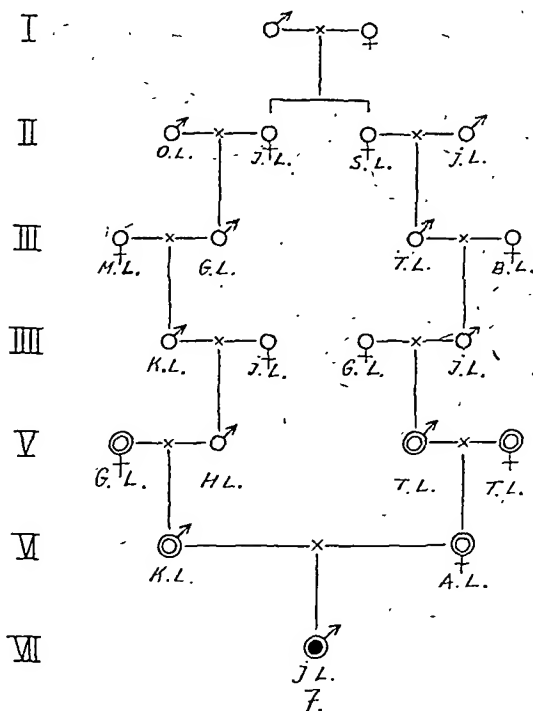 I
II
O.L. J.L. S.L. J.L.
III
M.L. G.L. T.L. B.L.
IIII
K.L. J.L. G.L. J.L.
V
G.L. H L. T.L. T.L.
VI
K.L. A.L.
VII
J L.
7.